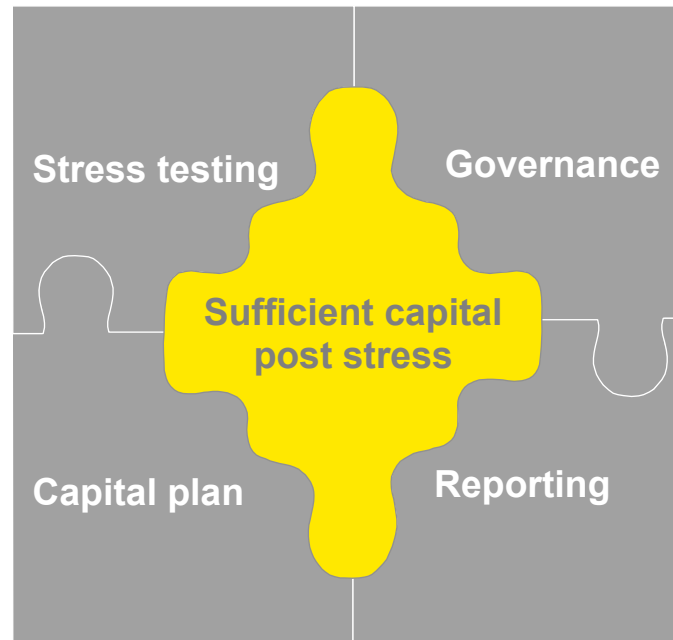 Stress testing
Governance
Sufficient capital
post stress
Capital plan
Reporting